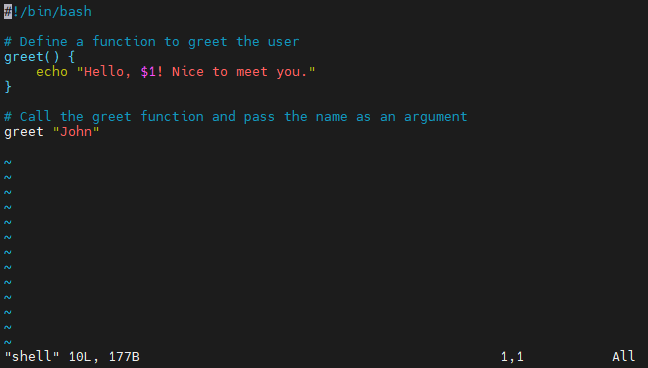 #!/bin/bash
# Define a function to greet the user
greet() {
    echo "Hello, $1! Nice to meet you."
}
# Call the greet function and pass the name as an argument
greet "John"
~
~
~
~
~
~
~
~
~
~
~
~
~
"shell" 10L, 177B 1,1 All